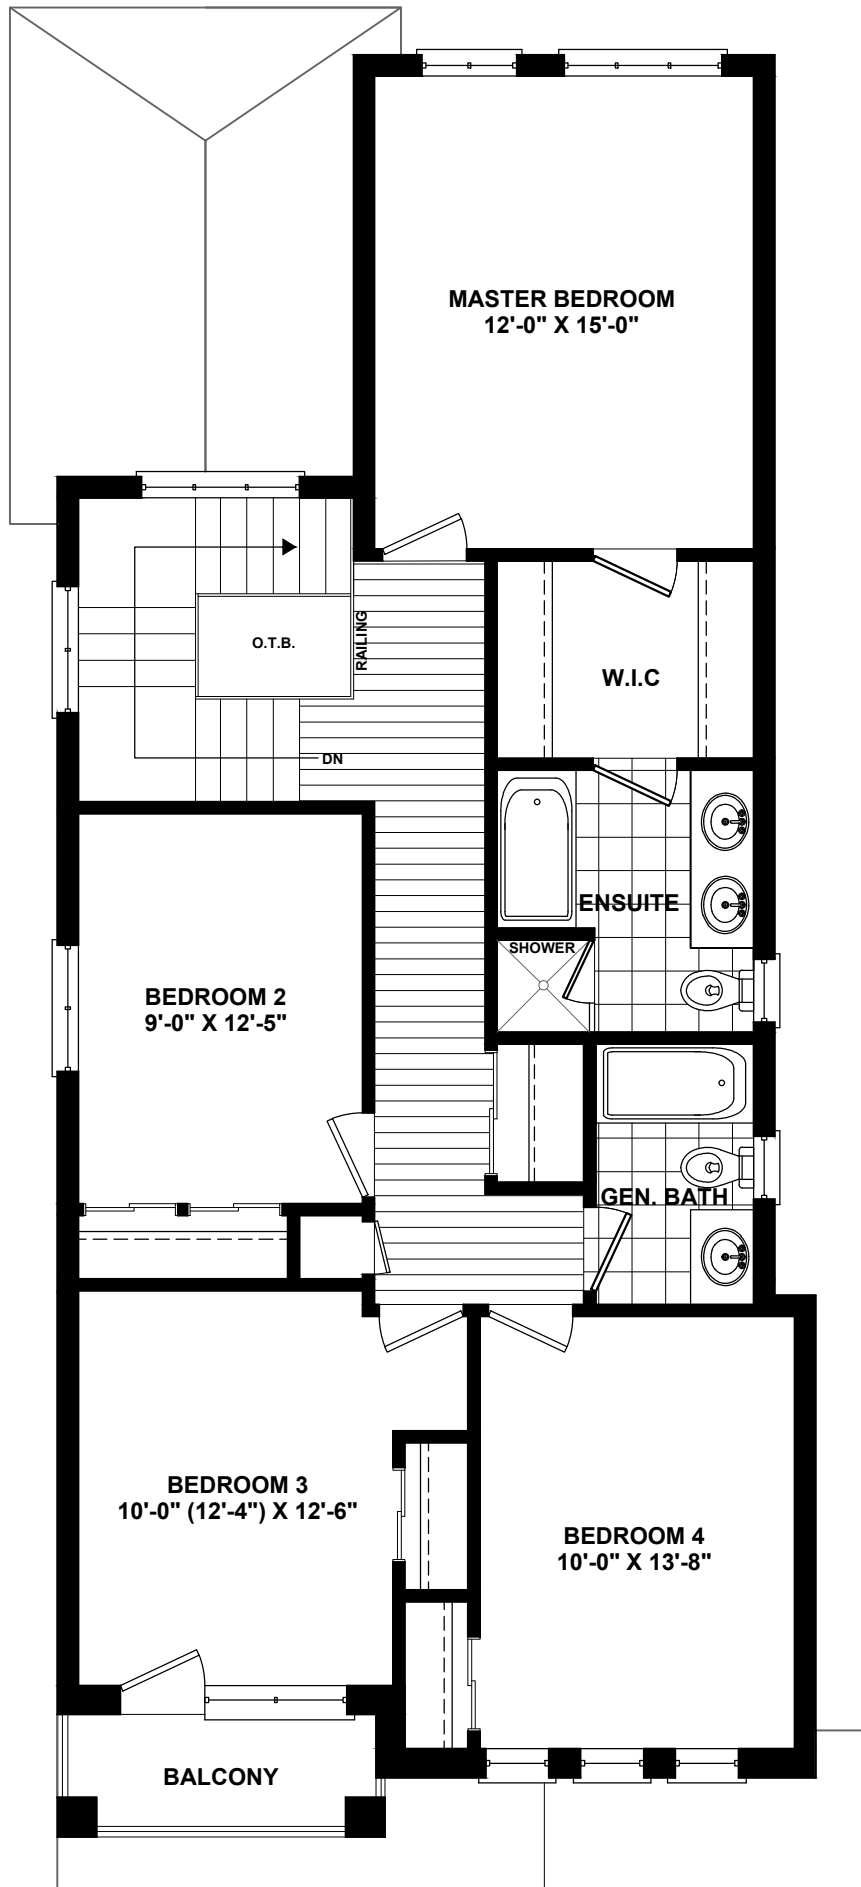 MASTER BEDROOM
12'-0" X 15'-0"
O.T.B.
RAILING
W.I.C
DN
ENSUITE
SHOWER
BEDROOM 2
9'-0" X 12'-5"
GEN. BATH
BEDROOM 3
10'-0" (12'-4") X 12'-6"
BEDROOM 4
10'-0" X 13'-8"
BALCONY